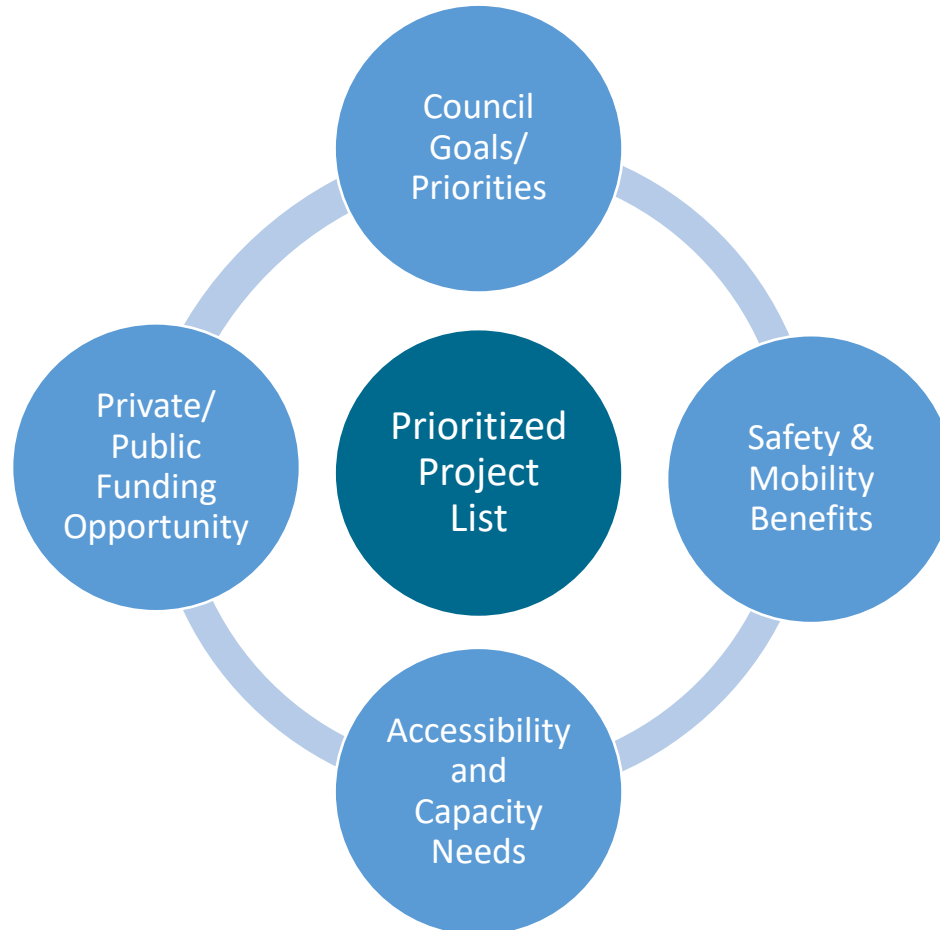 Council
Goals/
Priorities
Private/
Public
Funding
Opportunity
Prioritized
Project
List
Safety &
Mobility
Benefits
Accessibility
and
Capacity
Needs